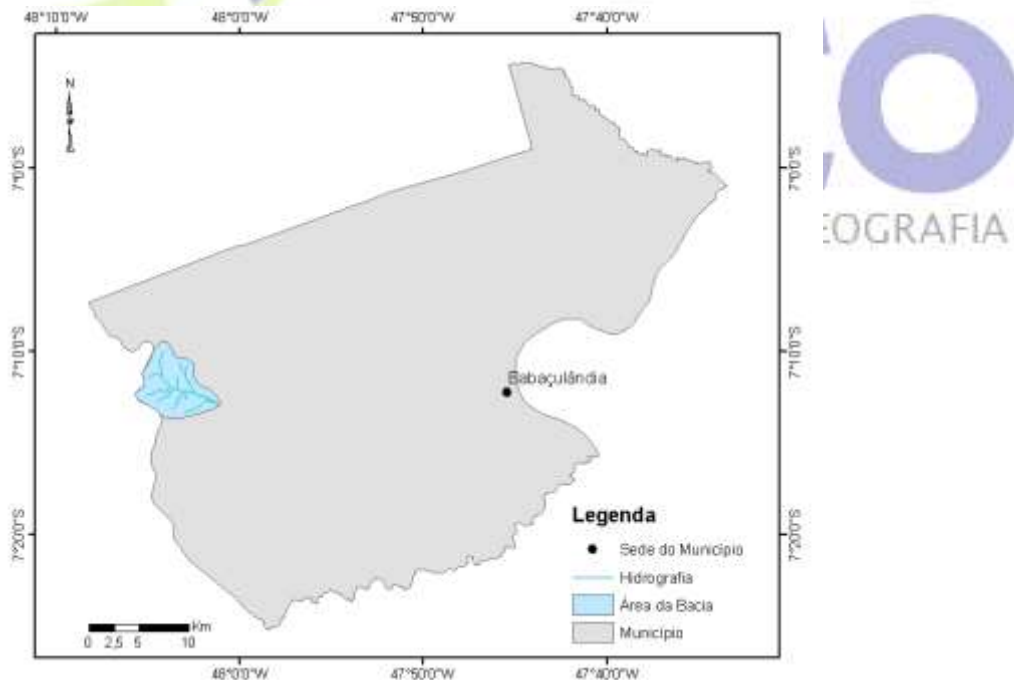 48°10'0"W 48°0'0"W 47°50'0"W 47°40'0"W
N
7°0'0"S 7°0'0"S
EOGRAFIA
7°10'0"S 7°10'0"S
Babaçulândia
Legenda
Sede do Município
Hidrografia
Área da Bacia
Município
7°20'0"S 7°20'0"S
Km
0 2,5 5 10
48°0'0"W 47°50'0"W 47°40'0"W